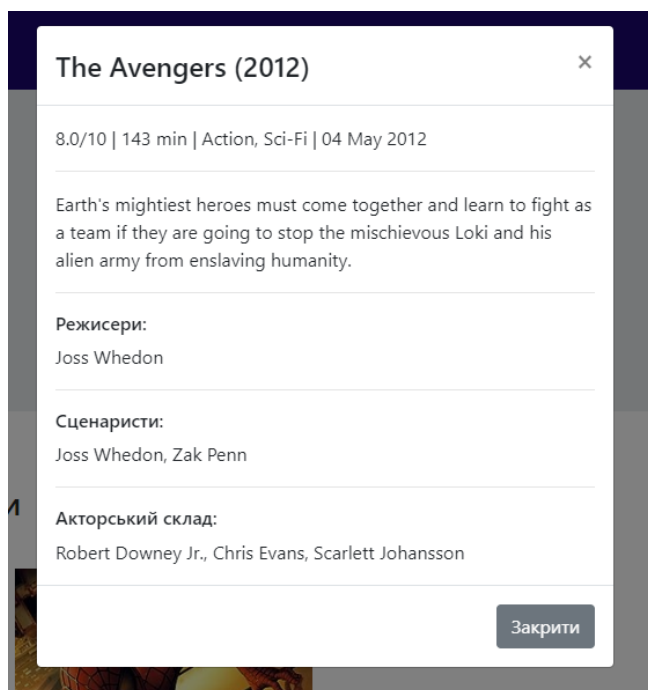 The Avengers (2012)
×
8.0/10 | 143 min | Action, Sci-Fi | 04 May 2012
Earth's mightiest heroes must come together and learn to fight as
a team if they are going to stop the mischievous Loki and his
alien army from enslaving humanity.
Режисери:
Joss Whedon
Сценаристи:
Joss Whedon, Zak Penn
и
Акторський склад:
Robert Downey Jr., Chris Evans, Scarlett Johansson
Закрити